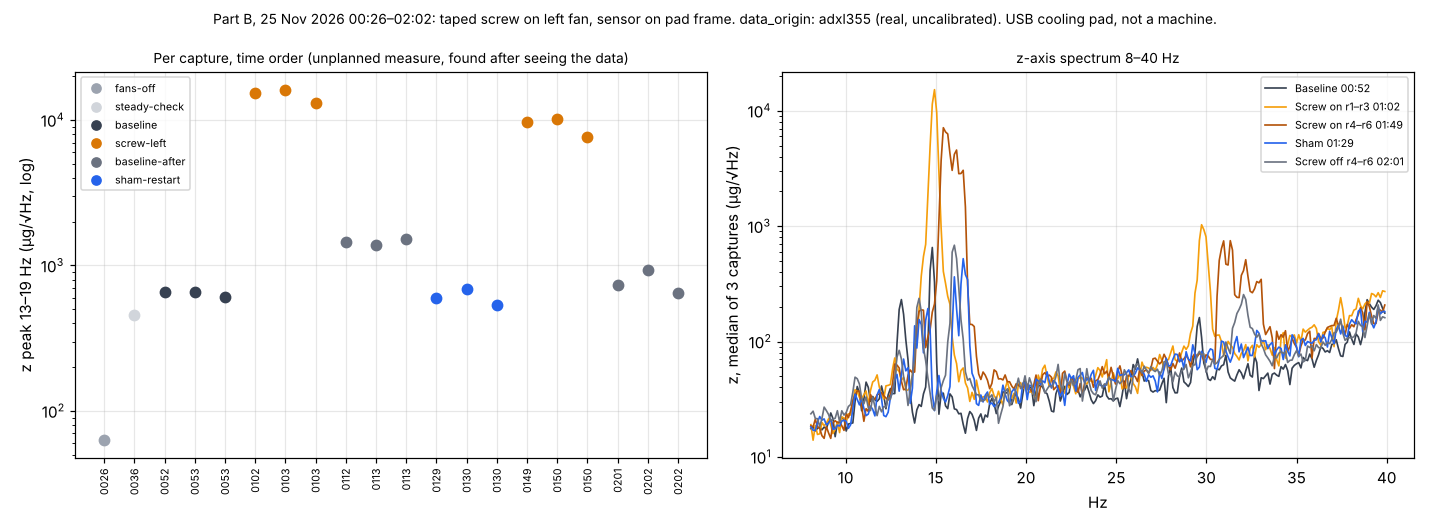 Part B, 25 Nov 2026 00:26–02:02: taped screw on left fan, sensor on pad frame. data_origin: adxl355 (real, uncalibrated). USB cooling pad, not a machine.
Per capture, time order (unplanned measure, found after seeing the data)
z peak 13–19 Hz (µg/√Hz, log)
10⁴
10³
10²
fans-off
steady-check
baseline
screw-left
baseline-after
sham-restart
0026
0036
0052
0053
0053
0102
0103
0103
0112
0113
0113
0129
0130
0130
0149
0150
0150
0201
0202
0202
z-axis spectrum 8–40 Hz
z, median of 3 captures (µg/√Hz)
10⁴
10³
10²
10¹
Baseline 00:52
Screw on r1–r3 01:02
Screw on r4–r6 01:49
Sham 01:29
Screw off r4–r6 02:01
10
15
20
25
30
35
40
Hz